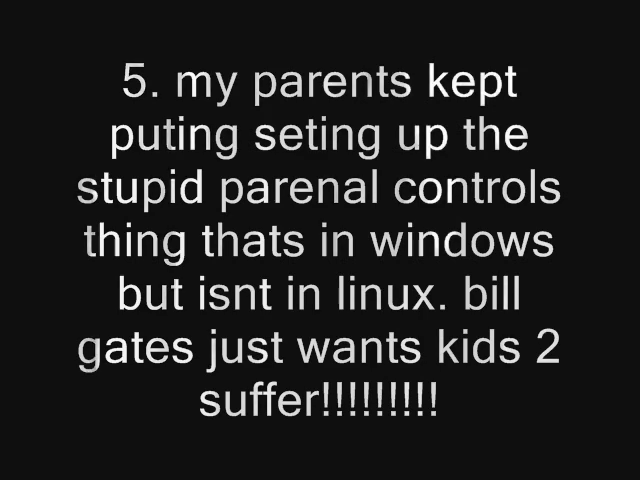 5. my parents kept
puting seting up the
stupid parenal controls
thing thats in windows
but isnt in linux. bill
gates just wants kids 2
suffer!!!!!!!!!